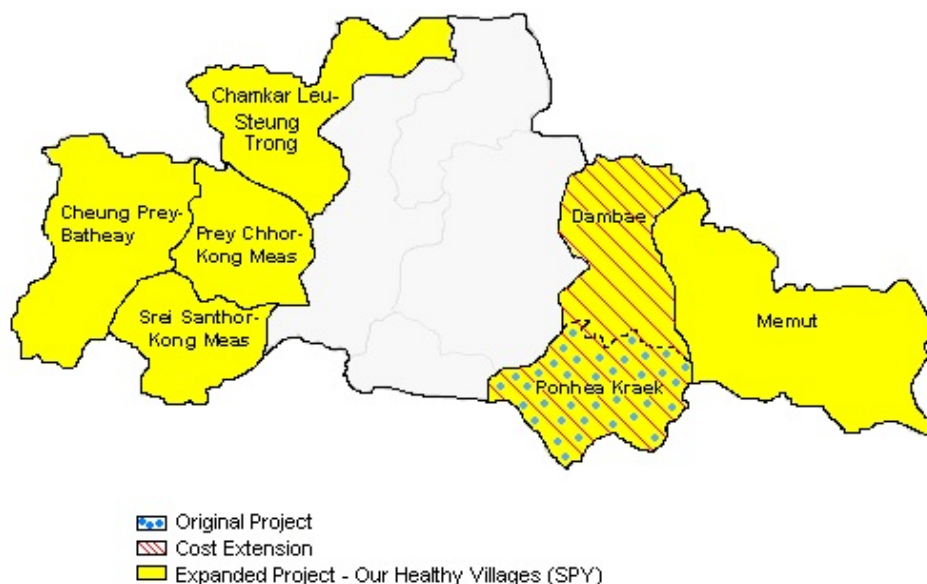 Chamkar Leu-
Steung
Trong
Cheung Prey-
Batheay
Prey Chhor-
Kong Meas
Srei Santhor-
Kong Meas
Dambae
Memut
Ponhea Kraek
Original Project
Cost Extension
Expanded Project - Our Healthy Villages (SPY)